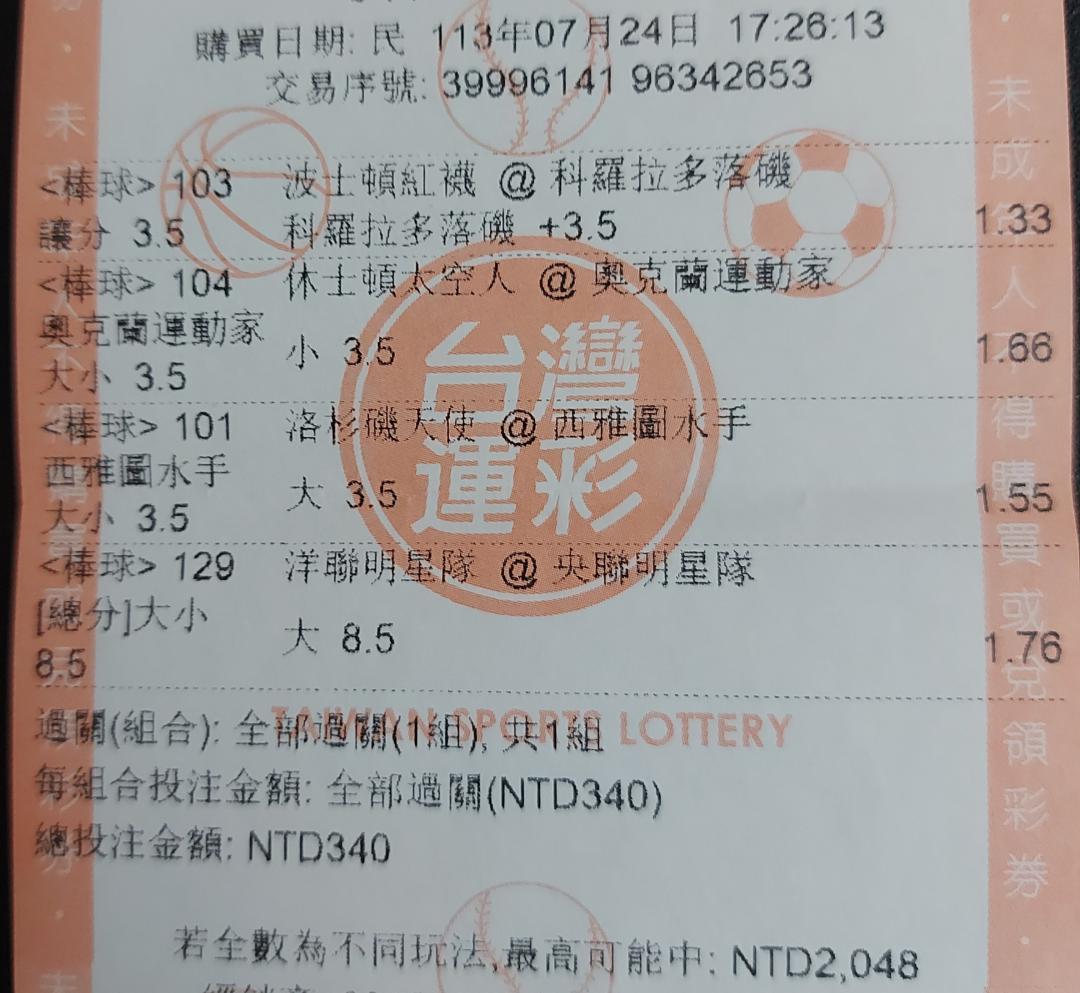 購買日期: 民 113年07月24日 17:26:13
交易序號: 39996141 96342653
<棒球> 103 波士頓紅襪 @ 科羅拉多落磯
讓分 3.5 科羅拉多落磯 +3.5 1.33
<棒球> 104 休士頓太空人 @ 奧克蘭運動家
奧克蘭運動家
大小 3.5 小 3.5 1.66
<棒球> 101 洛杉磯天使 @ 西雅圖水手
西雅圖水手
大小 3.5 大 3.5 1.55
<棒球> 129 洋聯明星隊 @ 央聯明星隊
[總分]大小
8.5 大 8.5 1.76
過關(組合): 全部過關(1組); 共1組
每組合投注金額: 全部過關(NTD340)
總投注金額: NTD340
若全數為不同玩法,最高可能中: NTD2,048
台灣
運彩
TAIWAN SPORTS LOTTERY
未成年人不得購買或兌領彩券